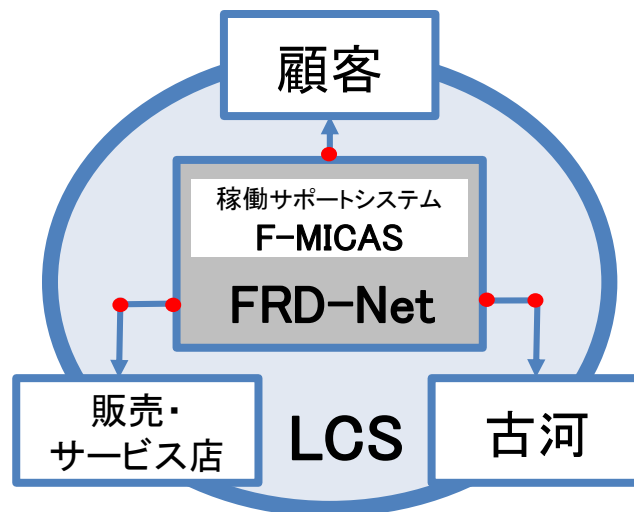 顧客
稼働サポートシステム
F-MICAS
FRD-Net
販売・
サービス店
LCS
古河